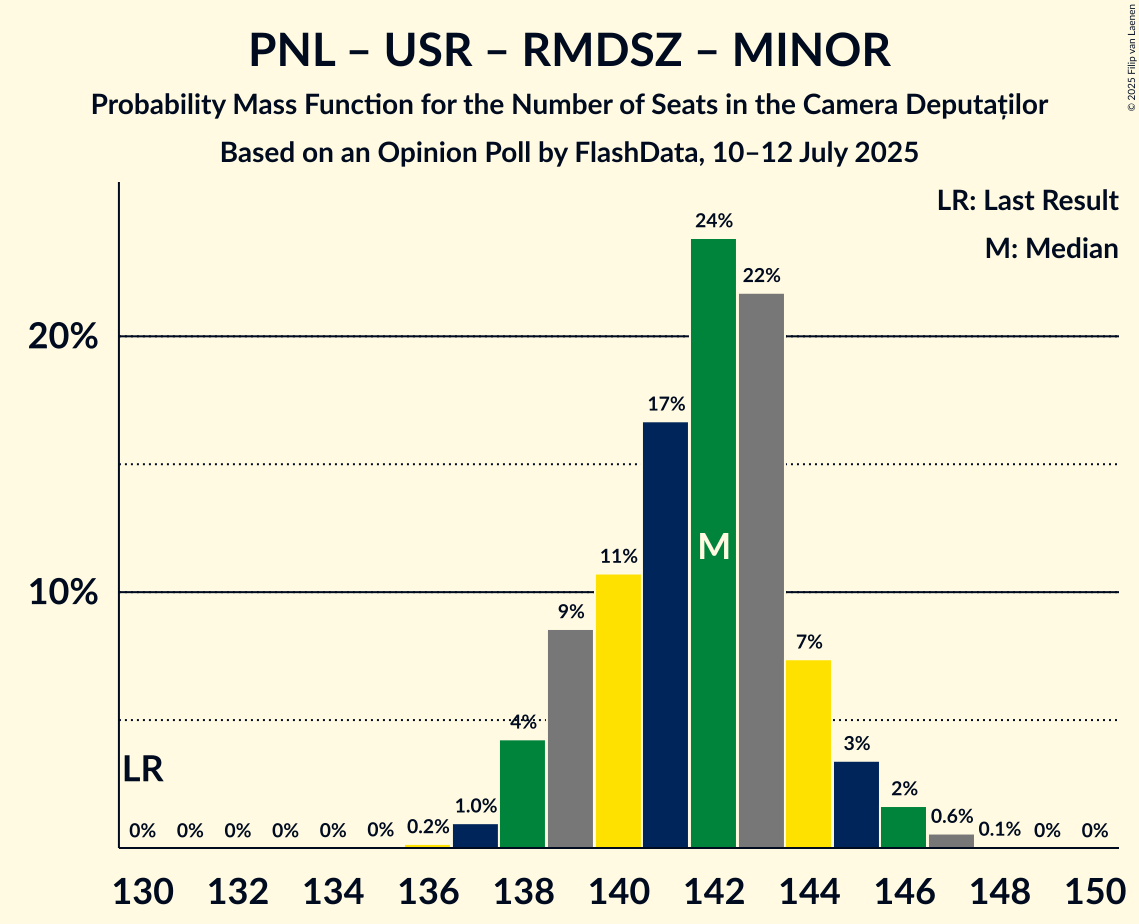 PNL – USR – RMDSZ – MINOR
Probability Mass Function for the Number of Seats in the Camera Deputaților
Based on an Opinion Poll by FlashData, 10–12 July 2025
© 2025 Filip van Laenen
LR: Last Result
M: Median
24%
22%
20%
17%
M
11%
10%
9%
7%
4%
3%
LR
2%
1.0%
0% 0% 0% 0% 0% 0% 0.2% 0.6% 0.1% 0% 0%
130 132 134 136 138 140 142 144 146 148 150